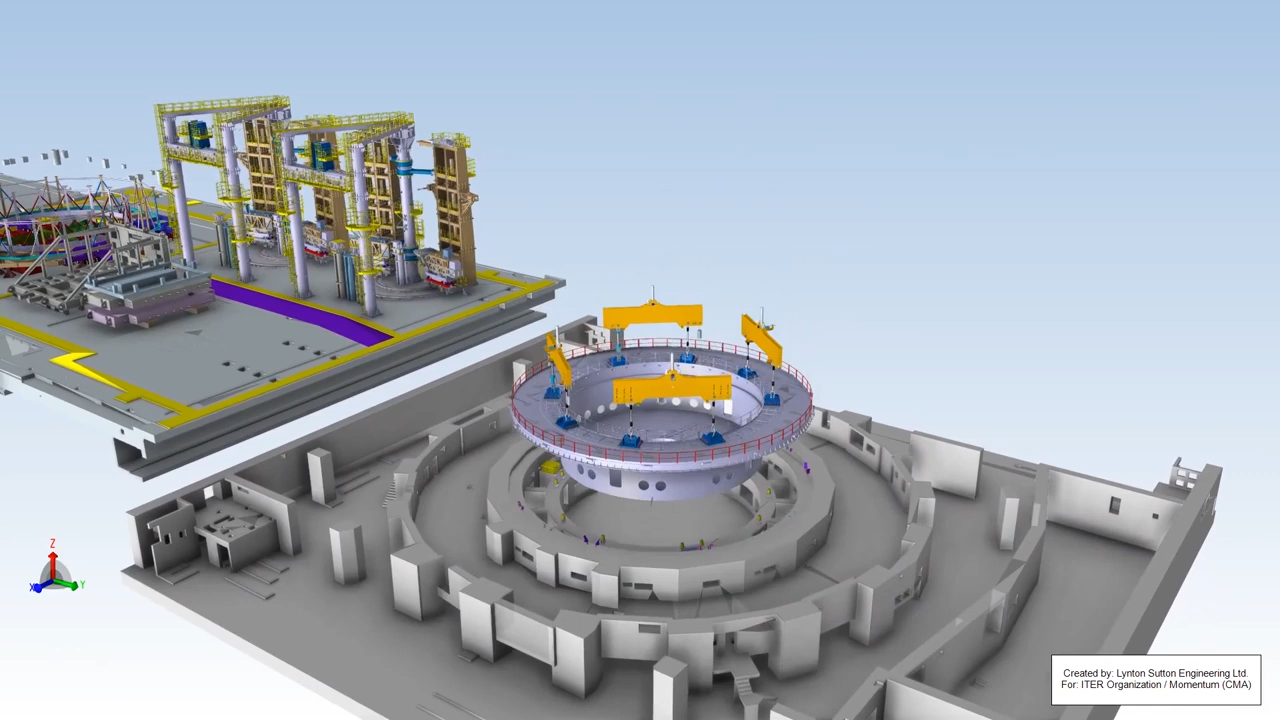 Z
X
Y
Created by: Lynton Sutton Engineering Ltd.
For: ITER Organization / Momentum (CMA)